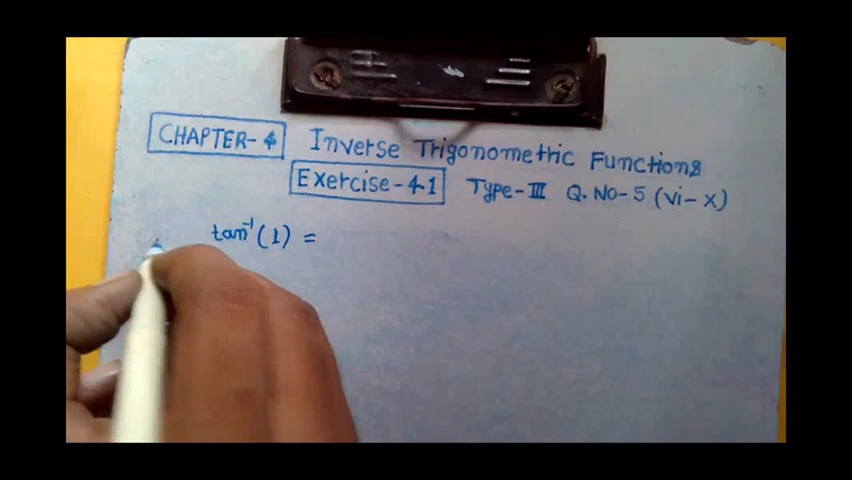 CHAPTER-4 Inverse Trigonometric Functions
Exercise-4.1 Type-III Q.No-5 (vi-x)
tan⁻¹(1) =